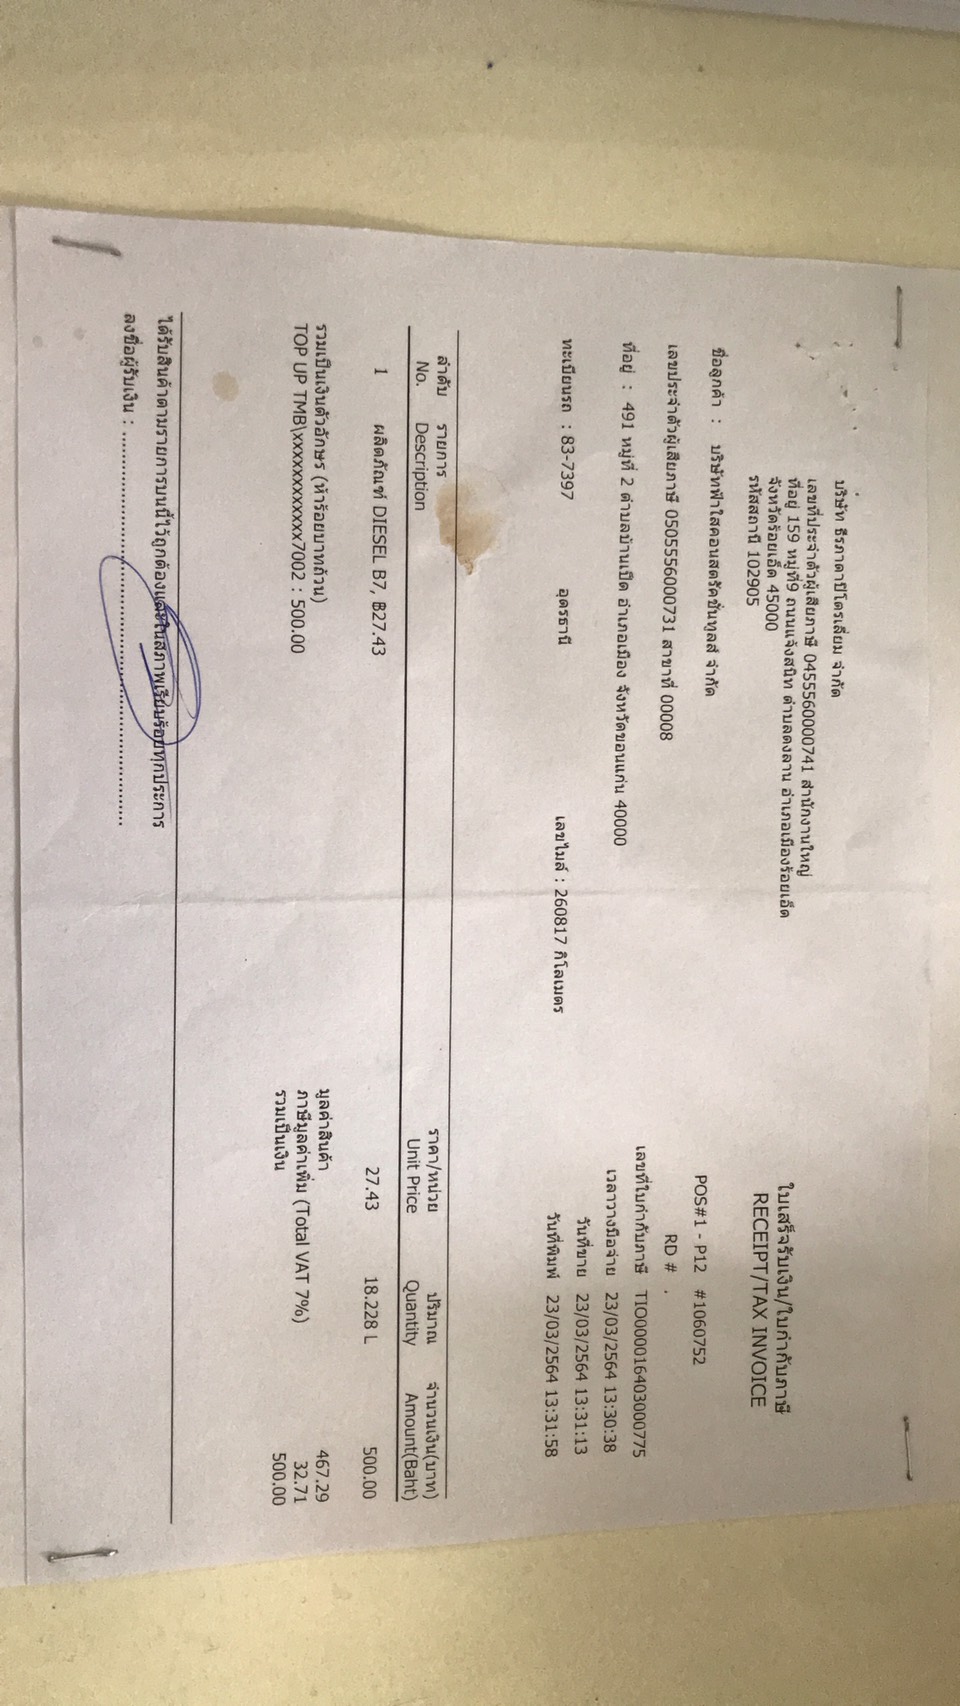 บริษัท ธีรภาดาปิโตรเลี่ยม จำกัด
เลขที่ประจำตัวผู้เสียภาษี 0455560000741 สำนักงานใหญ่
ที่อยู่ 159 หมู่ที่9 ถนนแจ้งสนิท ตำบลดงลาน อำเภอเมืองร้อยเอ็ด
จังหวัดร้อยเอ็ด 45000
รหัสสถานี 102905
ใบเสร็จรับเงิน/ใบกำกับภาษี
RECEIPT/TAX INVOICE
ชื่อลูกค้า : บริษัทฟ้าใสคอนสตรัคชั่นทูลส์ จำกัด
POS#1 - P12 #1060752
เลขประจำตัวผู้เสียภาษี 0505556000731 สาขาที่ 00008
RD # .
ที่อยู่ : 491 หมู่ที่ 2 ตำบลบ้านเป็ด อำเภอเมือง จังหวัดขอนแก่น 40000
เลขที่ใบกำกับภาษี TIO00001640300775
เวลาวางมือจ่าย 23/03/2564 13:30:38
วันที่ขาย 23/03/2564 13:31:13
ทะเบียนรถ : 83-7397 อุดรธานี เลขไมล์ : 260817 กิโลเมตร
วันที่พิมพ์ 23/03/2564 13:31:58
ลำดับ รายการ ราคา/หน่วย ปริมาณ จำนวนเงิน(บาท)
No. Description Unit Price Quantity Amount(Baht)
1 ผลิตภัณฑ์ DIESEL B7, ฿27.43 27.43 18.228 L 500.00
รวมเป็นเงินตัวอักษร (ห้าร้อยบาทถ้วน) มูลค่าสินค้า 467.29
TOP UP TMB\xxxxxxxxxxxx7002 : 500.00 ภาษีมูลค่าเพิ่ม (Total VAT 7%) 32.71
รวมเป็นเงิน 500.00
ได้รับสินค้าตามรายการบนนี้ไว้ถูกต้องและในสภาพเรียบร้อยทุกประการ
ลงชื่อผู้รับเงิน : ........................................................